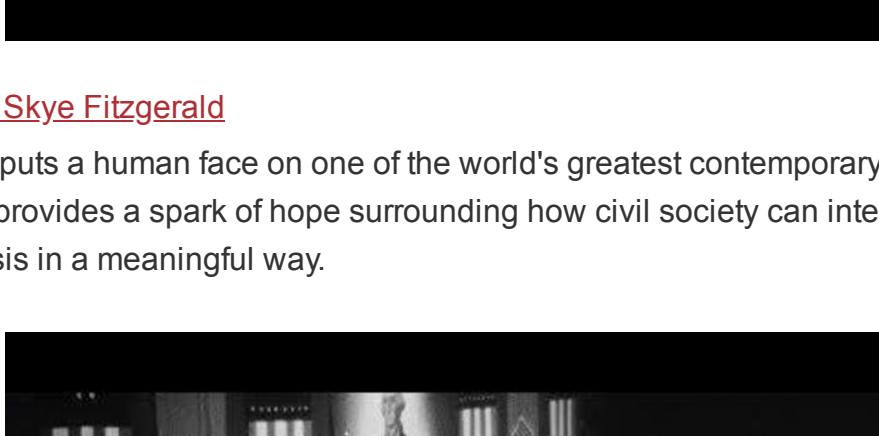 Skye Fitzgerald
puts a human face on one of the world's greatest contemporary
provides a spark of hope surrounding how civil society can inte
sis in a meaningful way.